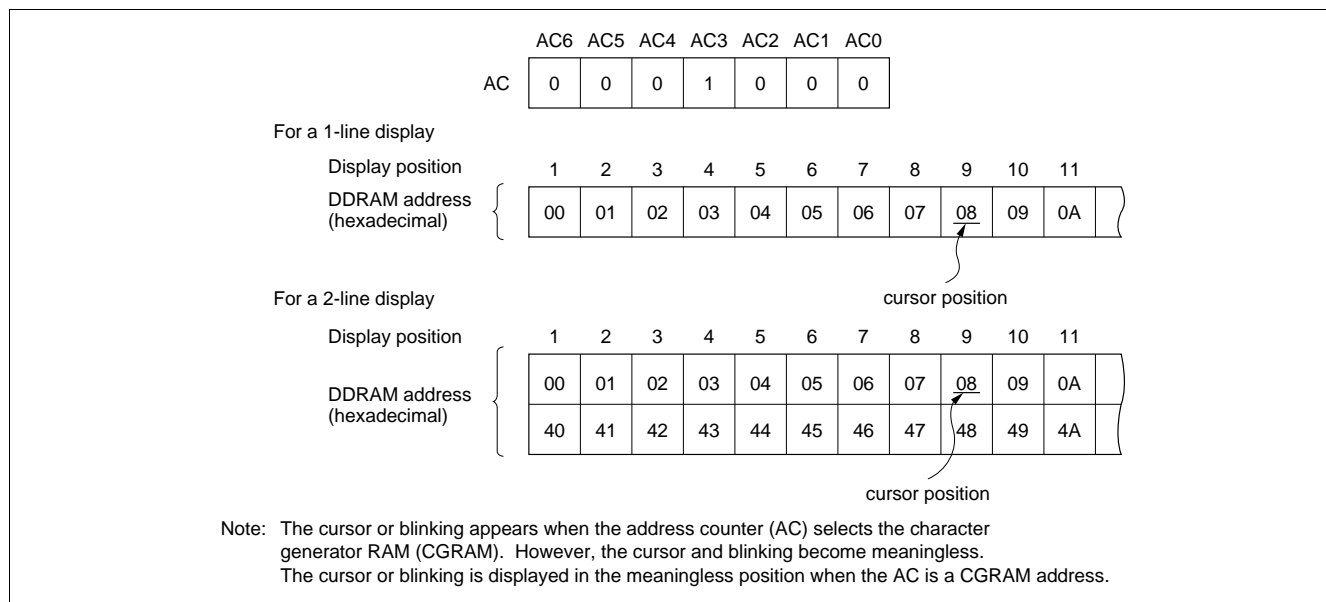 AC6 AC5 AC4 AC3 AC2 AC1 AC0
AC 0 0 0 1 0 0 0
For a 1-line display
Display position 1 2 3 4 5 6 7 8 9 10 11
DDRAM address
(hexadecimal)
00 01 02 03 04 05 06 07 08 09 0A
cursor position
For a 2-line display
Display position 1 2 3 4 5 6 7 8 9 10 11
DDRAM address
(hexadecimal)
00 01 02 03 04 05 06 07 08 09 0A
40 41 42 43 44 45 46 47 48 49 4A
cursor position
Note: The cursor or blinking appears when the address counter (AC) selects the character
generator RAM (CGRAM). However, the cursor and blinking become meaningless.
The cursor or blinking is displayed in the meaningless position when the AC is a CGRAM address.